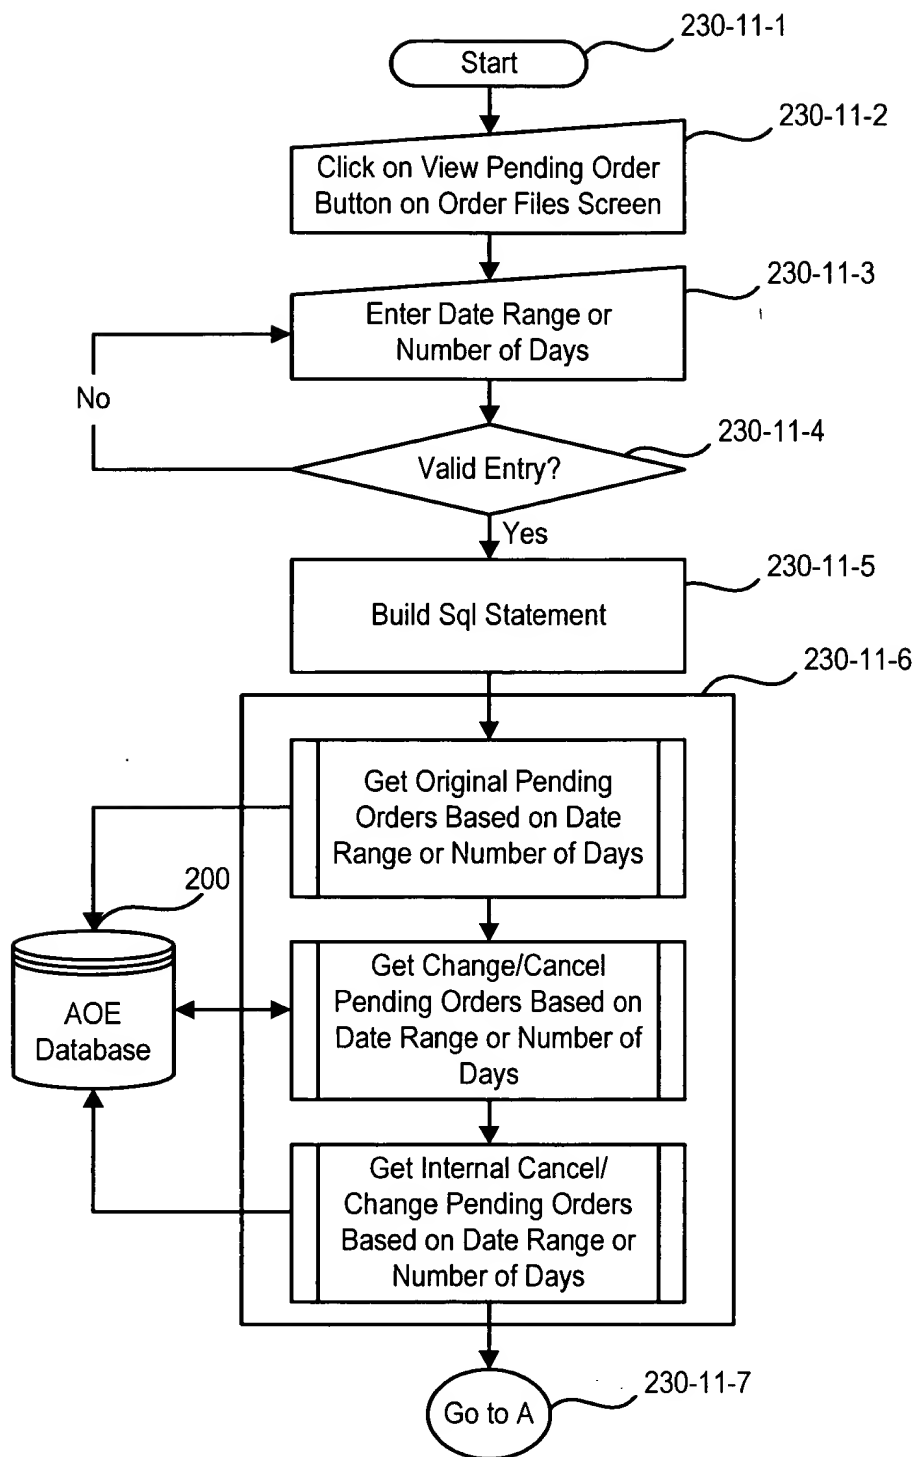 230-11-1
Start
230-11-2
Click on View Pending Order
Button on Order Files Screen
230-11-3
Enter Date Range or
Number of Days
No
230-11-4
Valid Entry?
Yes
230-11-5
Build Sql Statement
230-11-6
Get Original Pending
Orders Based on Date
Range or Number of Days
200
AOE
Database
Get Change/Cancel
Pending Orders Based on
Date Range or Number of
Days
Get Internal Cancel/
Change Pending Orders
Based on Date Range or
Number of Days
230-11-7
Go to A